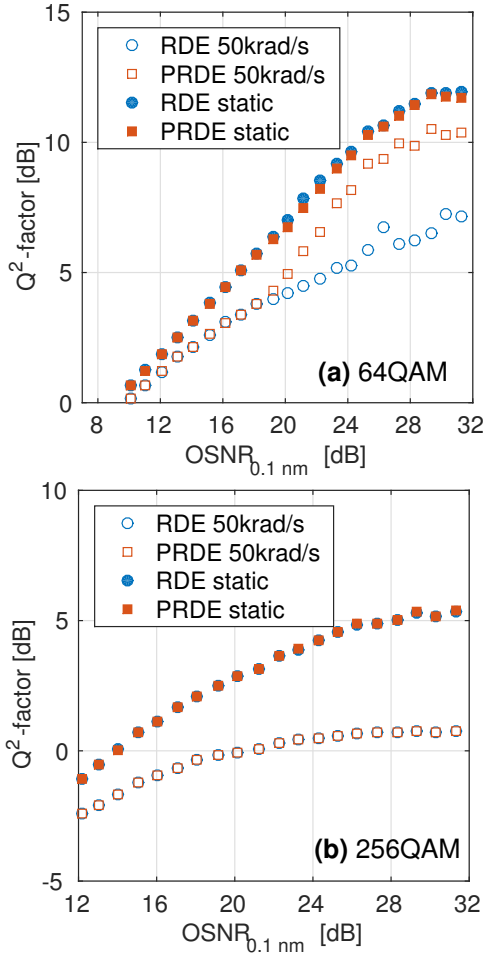 15
10
5
0
Q²-factor [dB]
RDE 50krad/s
PRDE 50krad/s
RDE static
PRDE static
(a) 64QAM
8 12 16 20 24 28 32
OSNR0.1 nm [dB]
10
5
0
-5
Q²-factor [dB]
RDE 50krad/s
PRDE 50krad/s
RDE static
PRDE static
(b) 256QAM
12 16 20 24 28 32
OSNR0.1 nm [dB]